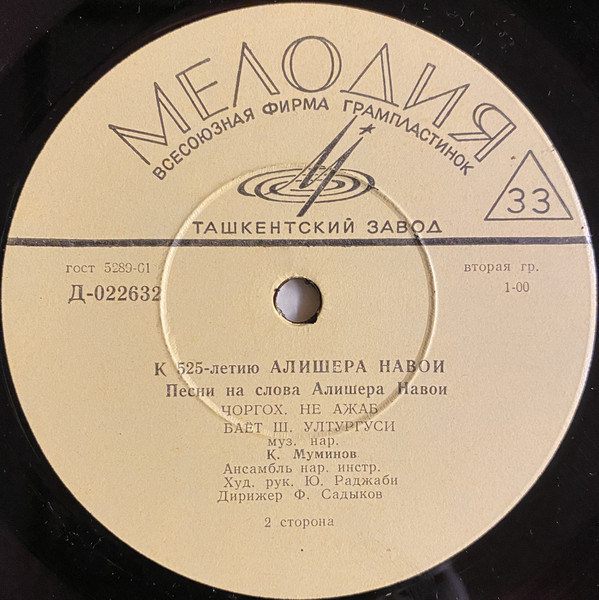 МЕЛОДИЯ
ВСЕСОЮЗНАЯ ФИРМА ГРАМПЛАСТИНОК
33
ТАШКЕНТСКИЙ ЗАВОД
гост 5289-61
вторая гр.
Д-022632
1-00
К 525-летию АЛИШЕРА НАВОИ
Песни на слова Алишера Навои
ЧОРГОХ. НЕ АЖАБ
БАЁТ Ш. УЛТУРГУСИ
муз. нар.
К. Муминов
Ансамбль нар. инстр.
Худ. рук. Ю. Раджаби
Дирижер Ф. Садыков
2 сторона